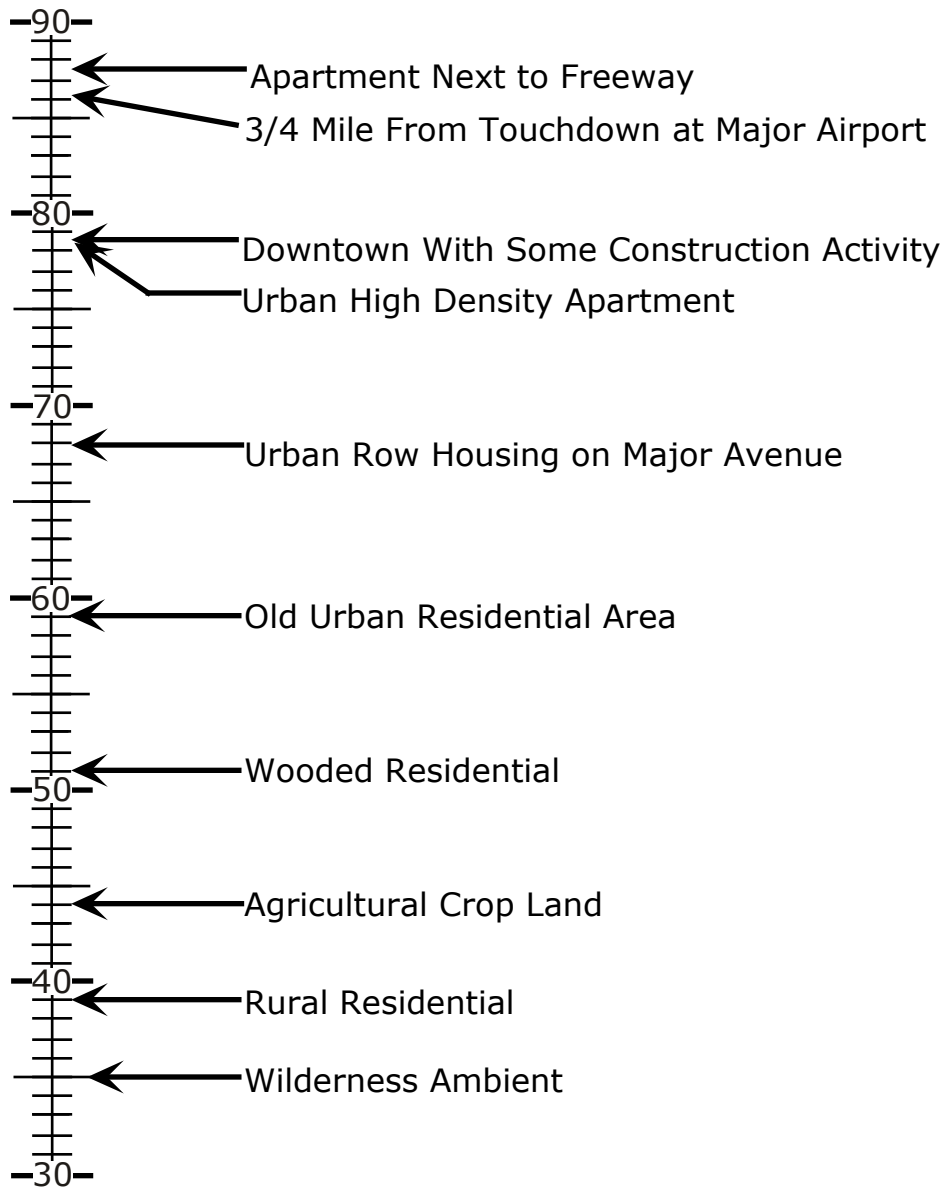 90
Apartment Next to Freeway
3/4 Mile From Touchdown at Major Airport
80
Downtown With Some Construction Activity
Urban High Density Apartment
70
Urban Row Housing on Major Avenue
60
Old Urban Residential Area
Wooded Residential
50
Agricultural Crop Land
40
Rural Residential
Wilderness Ambient
30